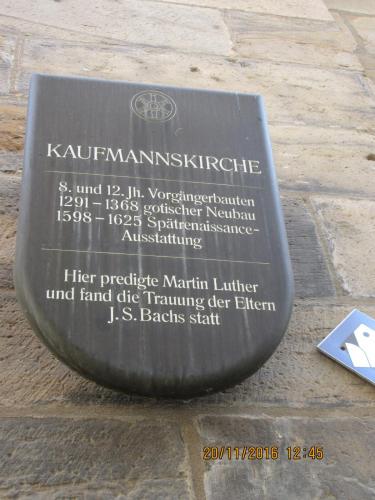 KAUFMANNSKIRCHE
8. und 12. Jh. Vorgängerbauten
1291 – 1368 gotischer Neubau
1598 – 1625 Spätrenaissance-
Ausstattung
Hier predigte Martin Luther
und fand die Trauung der Eltern
J. S. Bachs statt
20/11/2016 12:45